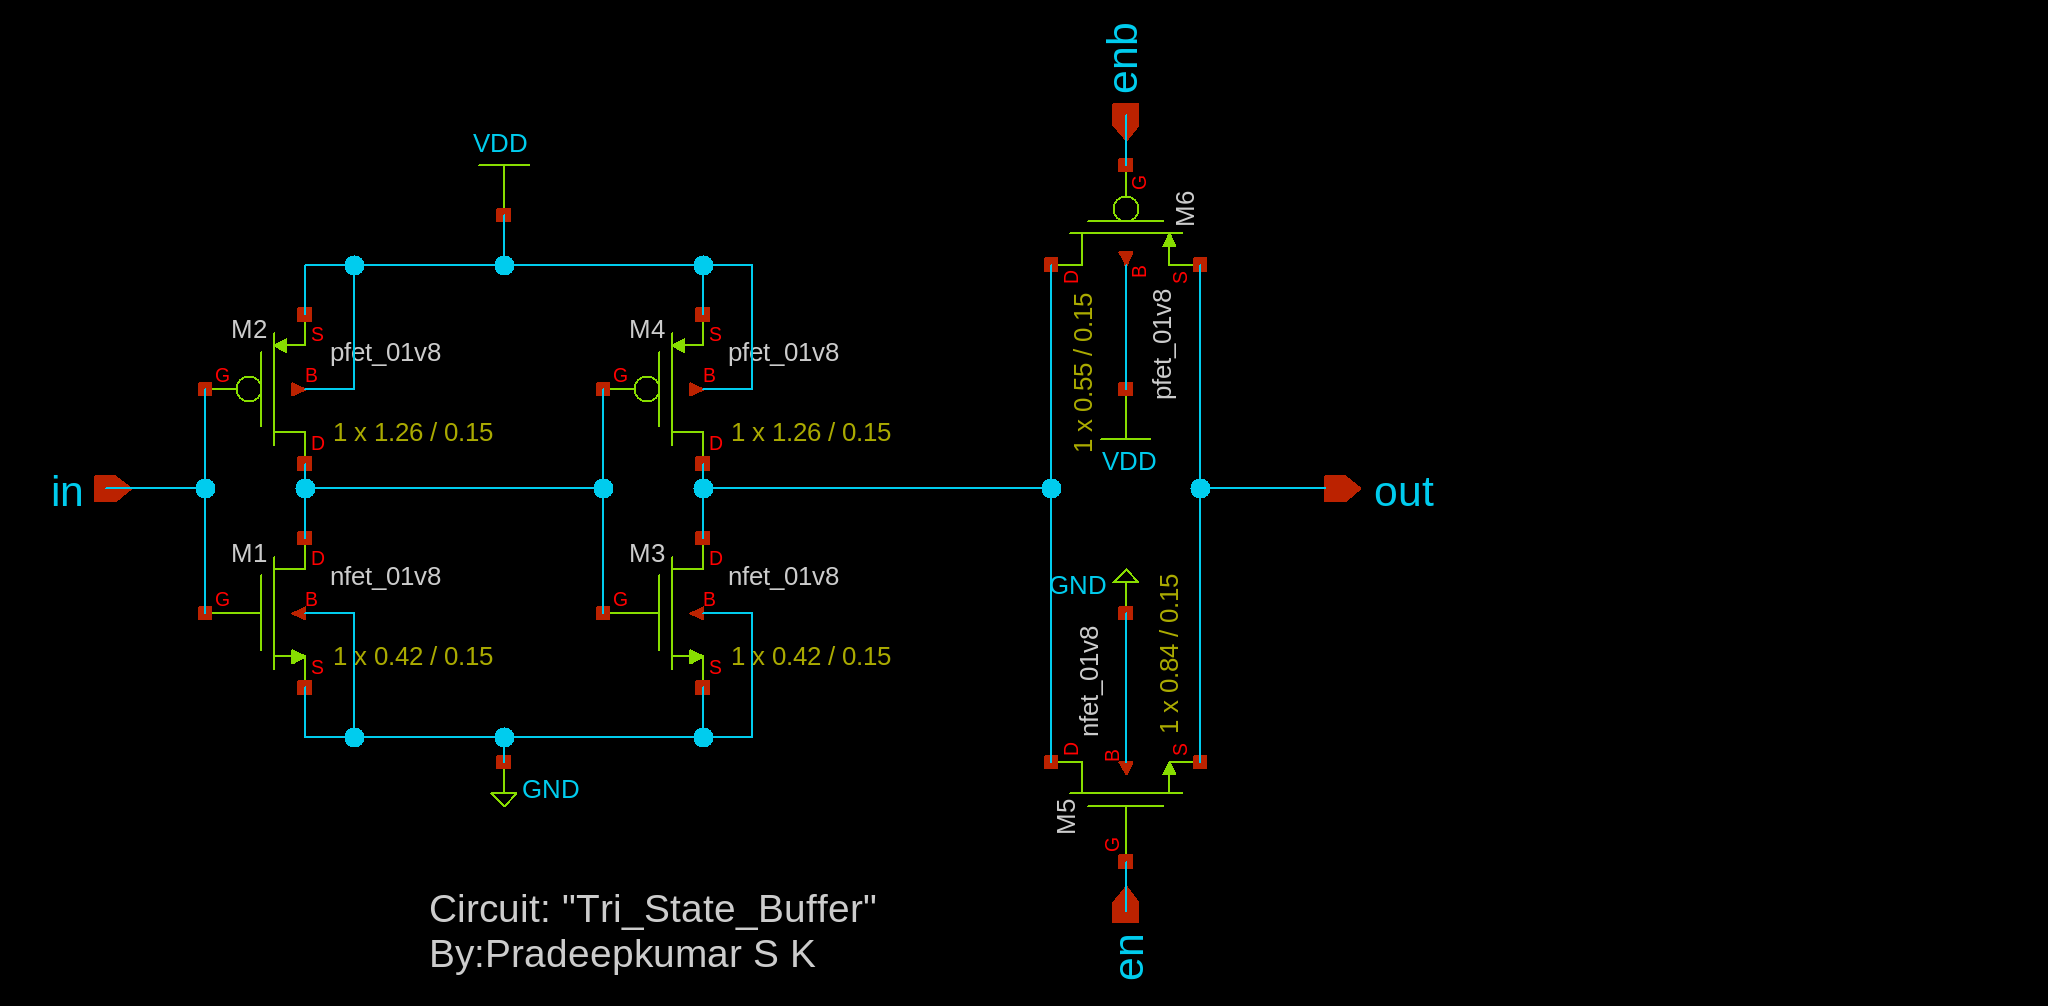 enb
VDD
G
M6
D
B
S
M2
S
pfet_01v8
G
B
D
1 x 1.26 / 0.15
M4
S
pfet_01v8
G
B
D
1 x 1.26 / 0.15
1 x 0.55 / 0.15
pfet_01v8
VDD
in
out
M1
D
nfet_01v8
G
B
S
1 x 0.42 / 0.15
M3
D
nfet_01v8
G
B
S
1 x 0.42 / 0.15
GND
nfet_01v8
1 x 0.84 / 0.15
D
B
S
M5
G
GND
en
Circuit: "Tri_State_Buffer"
By:Pradeepkumar S K